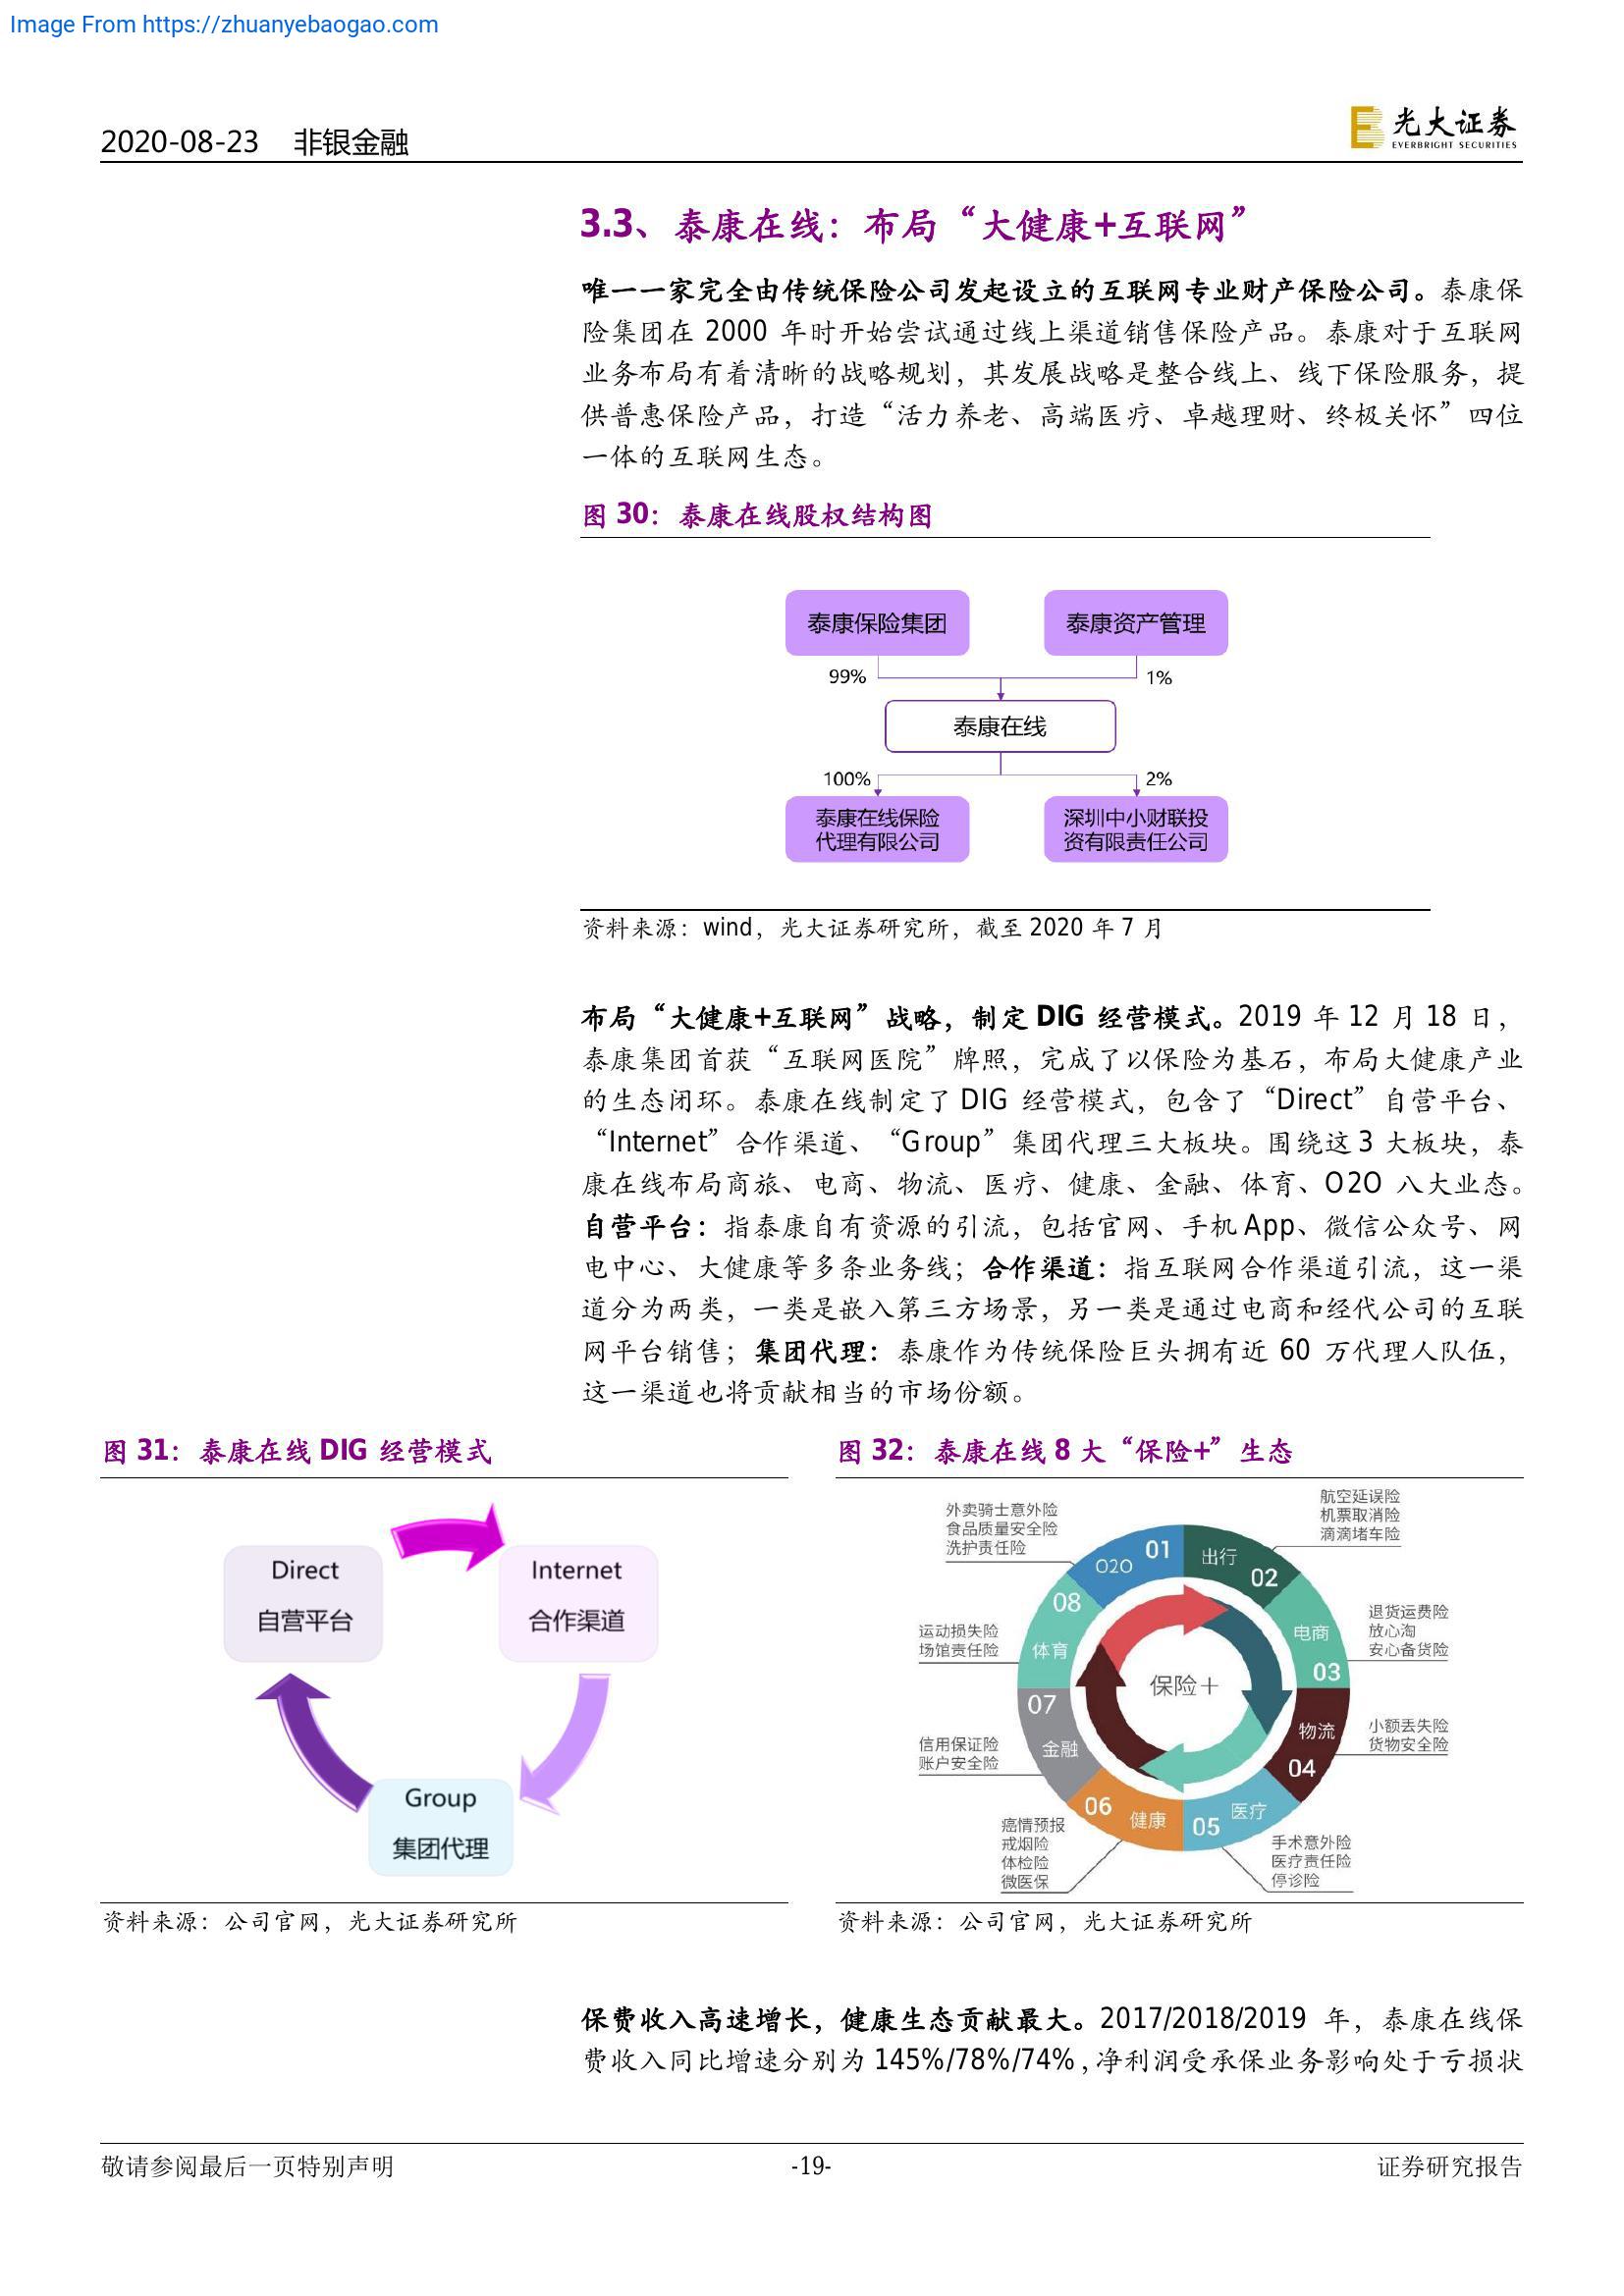 Image From https://zhuanyebaogao.com
2020-08-23 非银金融
光大证券
EVERBRIGHT SECURITIES
3.3、泰康在线：布局“大健康+互联网”
唯一一家完全由传统保险公司发起设立的互联网专业财产保险公司。泰康保
险集团在 2000 年时开始尝试通过线上渠道销售保险产品。泰康对于互联网
业务布局有着清晰的战略规划，其发展战略是整合线上、线下保险服务，提
供普惠保险产品，打造“活力养老、高端医疗、卓越理财、终极关怀”四位
一体的互联网生态。
图 30：泰康在线股权结构图
泰康保险集团
泰康资产管理
99%
1%
泰康在线
100%
2%
泰康在线保险
代理有限公司
深圳中小财联投
资有限责任公司
资料来源：wind，光大证券研究所，截至 2020 年 7 月
布局“大健康+互联网”战略，制定 DIG 经营模式。2019 年 12 月 18 日，
泰康集团首获“互联网医院”牌照，完成了以保险为基石，布局大健康产业
的生态闭环。泰康在线制定了 DIG 经营模式，包含了“Direct”自营平台、
“Internet”合作渠道、“Group”集团代理三大板块。围绕这 3 大板块，泰
康在线布局商旅、电商、物流、医疗、健康、金融、体育、O2O 八大业态。
自营平台：指泰康自有资源的引流，包括官网、手机 App、微信公众号、网
电中心、大健康等多条业务线；合作渠道：指互联网合作渠道引流，这一渠
道分为两类，一类是嵌入第三方场景，另一类是通过电商和经代公司的互联
网平台销售；集团代理：泰康作为传统保险巨头拥有近 60 万代理人队伍，
这一渠道也将贡献相当的市场份额。
图 31：泰康在线 DIG 经营模式
Direct
自营平台
Internet
合作渠道
Group
集团代理
资料来源：公司官网，光大证券研究所
图 32：泰康在线 8 大“保险+”生态
外卖骑士意外险
食品质量安全险
洗护责任险
航空延误险
机票取消险
滴滴堵车险
O2O
01
出行
02
08
体育
电商
03
运动损失险
场馆责任险
退货运费险
放心淘
安心备货险
保险＋
07
金融
物流
04
信用保证险
账户安全险
小额丢失险
货物安全险
06
健康
05
医疗
癌情预报
戒烟险
体检险
微医保
手术意外险
医疗责任险
停诊险
资料来源：公司官网，光大证券研究所
保费收入高速增长，健康生态贡献最大。2017/2018/2019 年，泰康在线保
费收入同比增速分别为 145%/78%/74%,净利润受承保业务影响处于亏损状
敬请参阅最后一页特别声明
-19-
证券研究报告